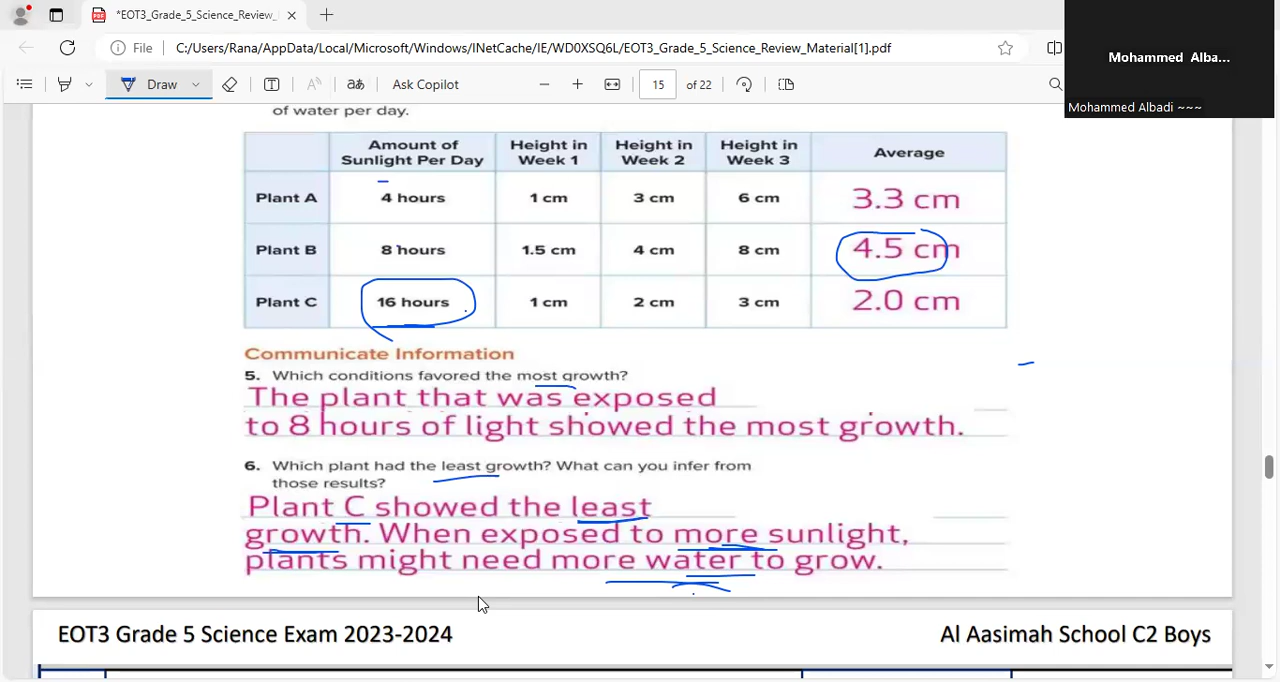 *EOT3_Grade_5_Science_Review_
File C:/Users/Rana/AppData/Local/Microsoft/Windows/INetCache/IE/WD0XSQ6L/EOT3_Grade_5_Science_Review_Material[1].pdf
Draw Ask Copilot 15 of 22
Mohammed Alba...
Mohammed Albadi ~~~
of water per day.
Amount of Sunlight Per Day Height in Week 1 Height in Week 2 Height in Week 3 Average
Plant A 4 hours 1 cm 3 cm 6 cm 3.3 cm
Plant B 8 hours 1.5 cm 4 cm 8 cm 4.5 cm
Plant C 16 hours 1 cm 2 cm 3 cm 2.0 cm
Communicate Information
5. Which conditions favored the most growth?
The plant that was exposed
to 8 hours of light showed the most growth.
6. Which plant had the least growth? What can you infer from
those results?
Plant C showed the least
growth. When exposed to more sunlight,
plants might need more water to grow.
EOT3 Grade 5 Science Exam 2023-2024 Al Aasimah School C2 Boys